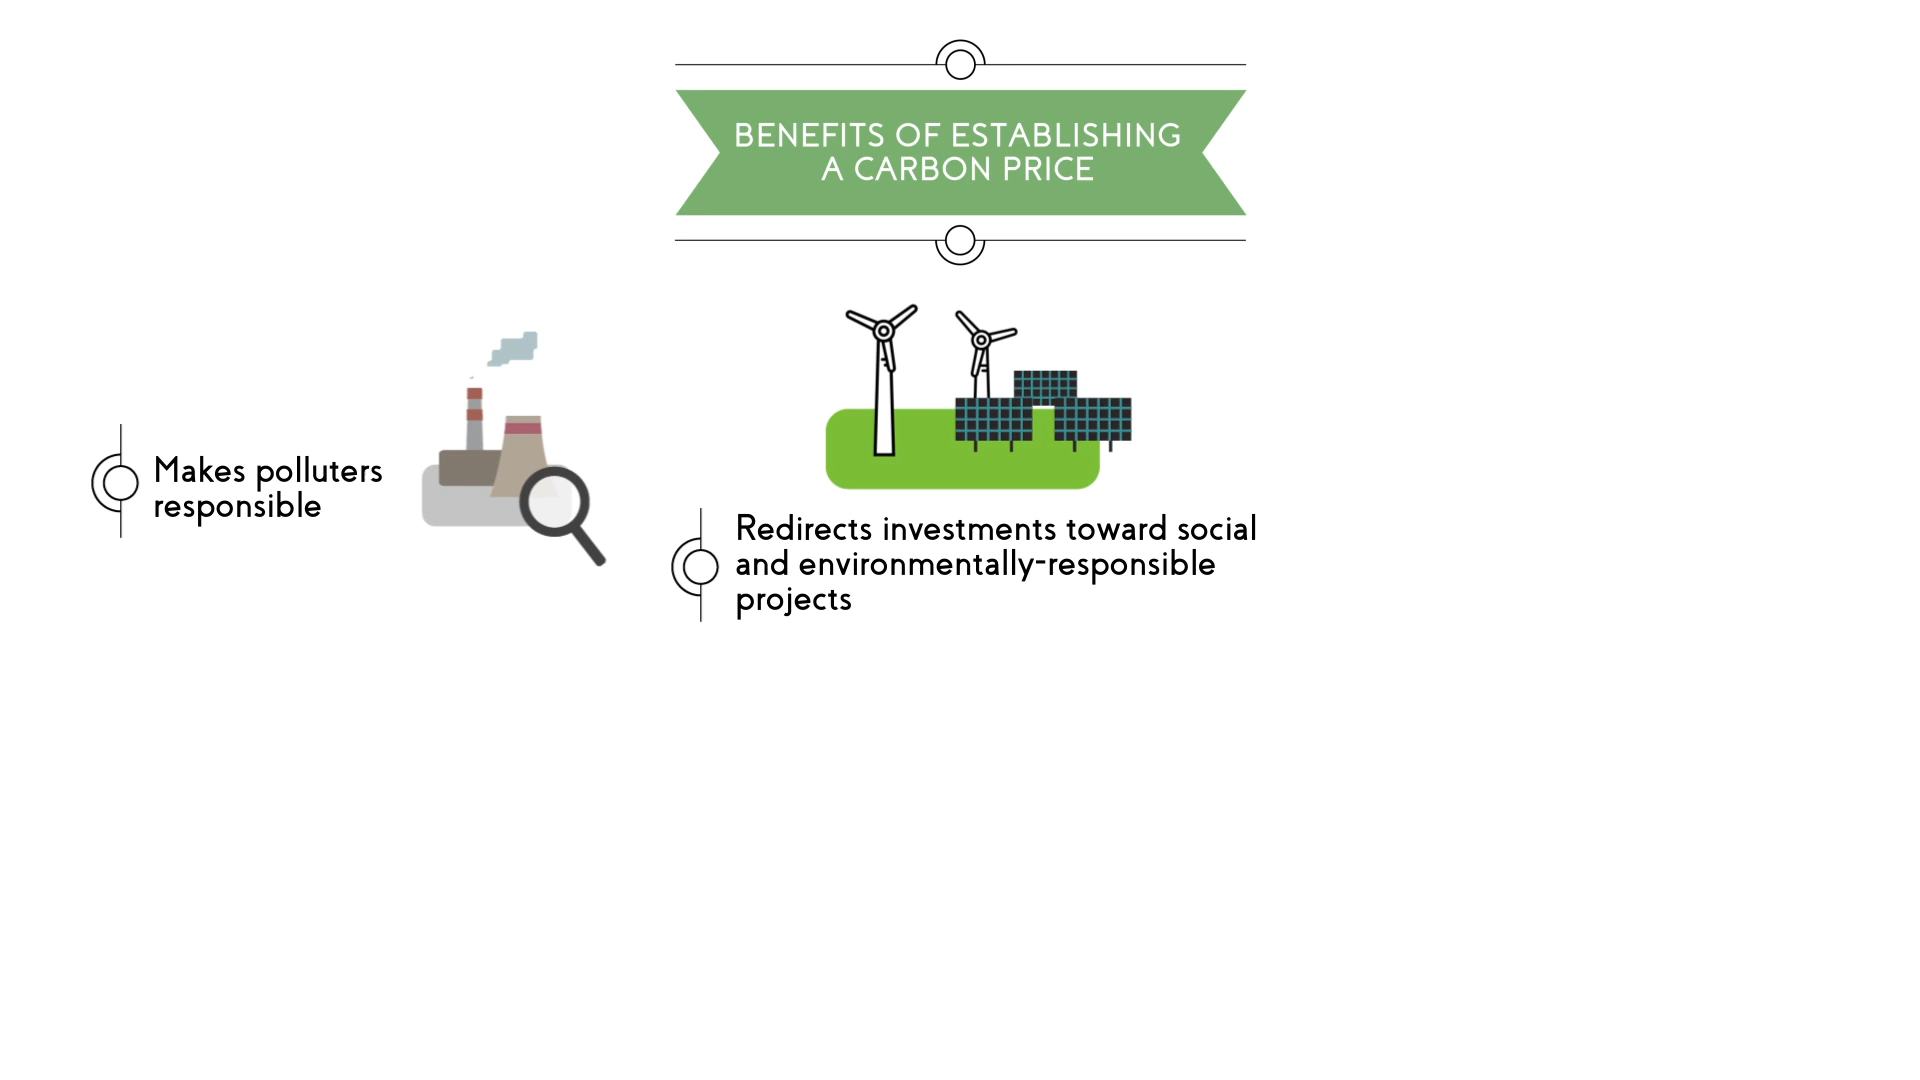 BENEFITS OF ESTABLISHING
A CARBON PRICE
Makes polluters
responsible
Redirects investments toward social
and environmentally-responsible
projects